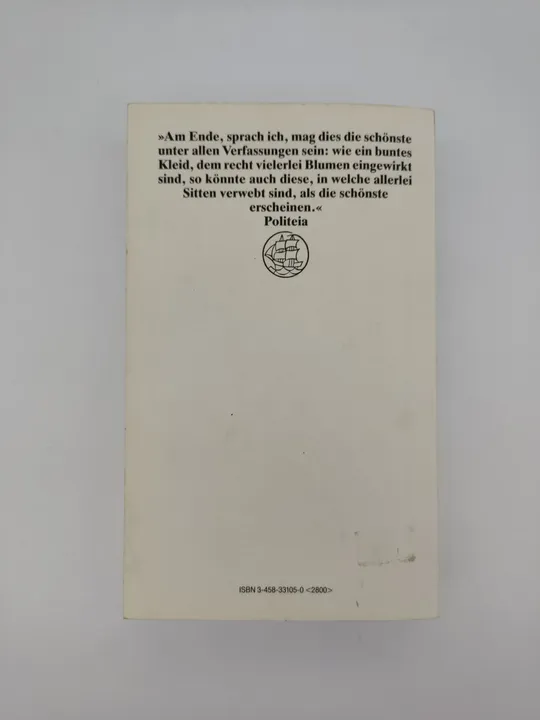 »Am Ende, sprach ich, mag dies die schönste
unter allen Verfassungen sein: wie ein buntes
Kleid, dem recht vielerlei Blumen eingewirkt
sind, so könnte auch diese, in welche allerlei
Sitten verwebt sind, als die schönste
erscheinen.«
Politeia
ISBN 3-458-33105-0 <2800>